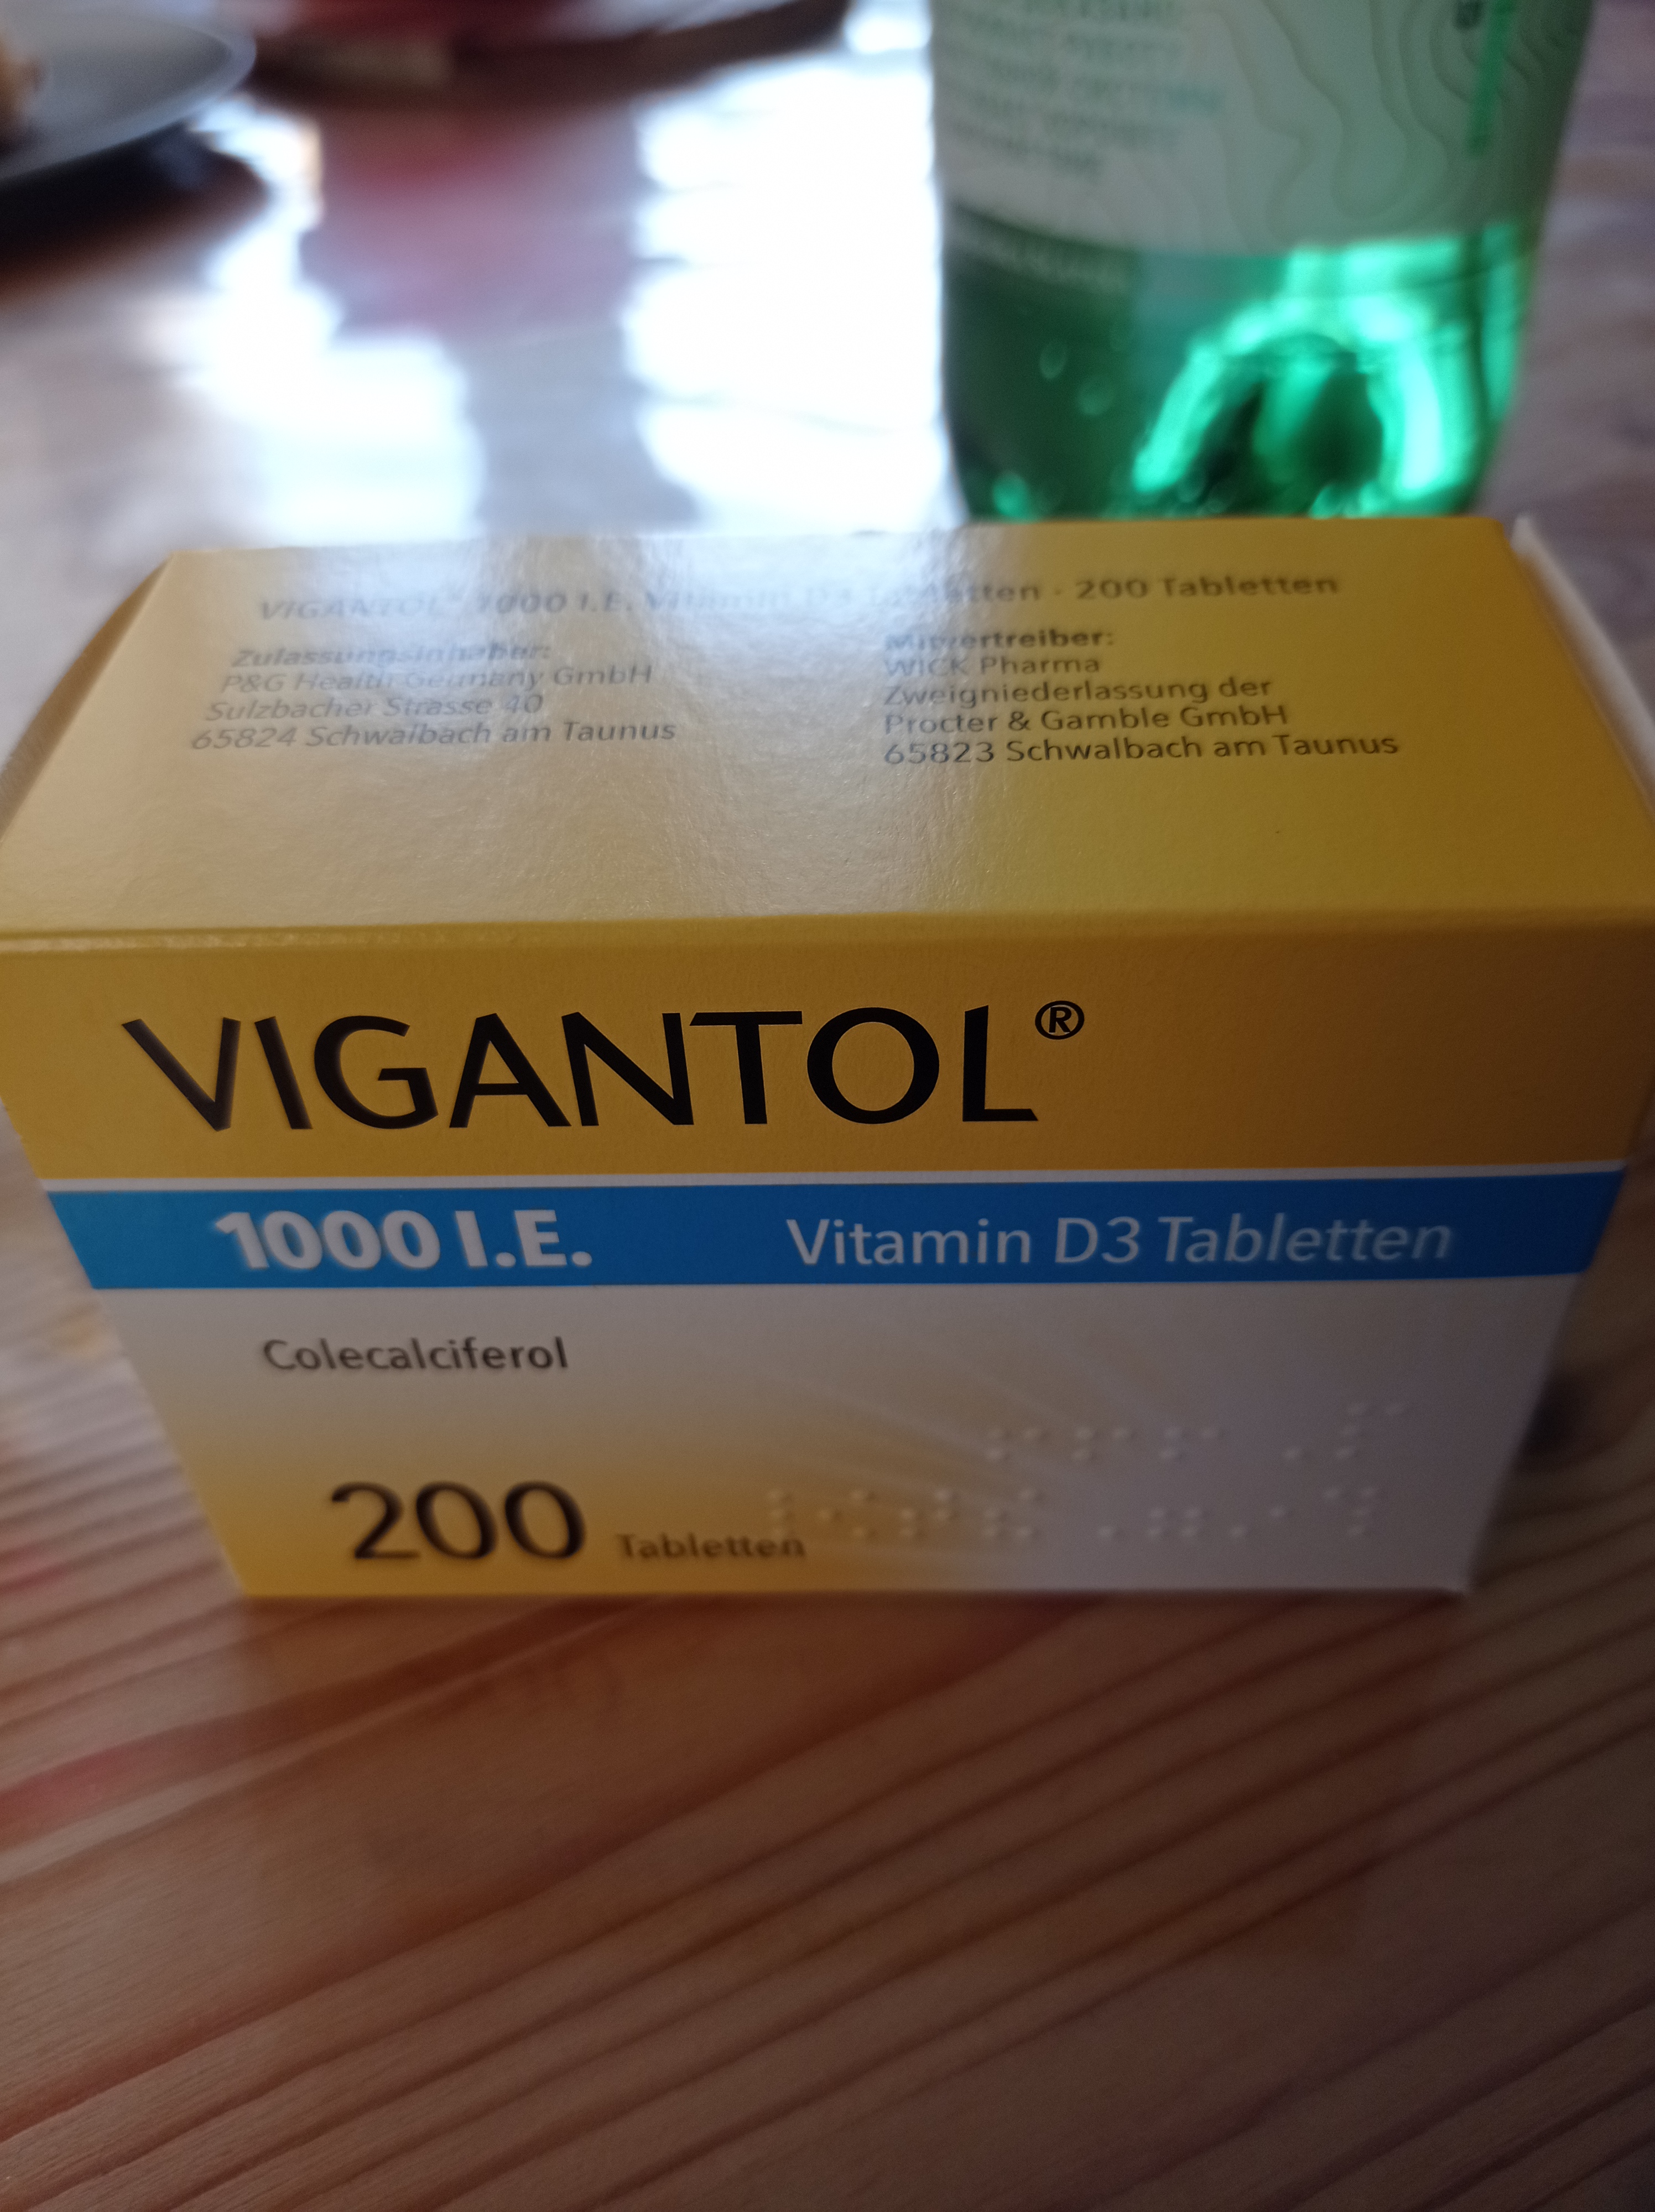 VIGANTOL® 1000 I.E. Vitamin D3 Tabletten · 200 Tabletten
Zulassungsinhaber:
P&G Health Germany GmbH
Sulzbacher Strasse 40
65824 Schwalbach am Taunus
Mitvertreiber:
WICK Pharma
Zweigniederlassung der
Procter & Gamble GmbH
65823 Schwalbach am Taunus
VIGANTOL®
1000 I.E. Vitamin D3 Tabletten
Colecalciferol
200 Tabletten